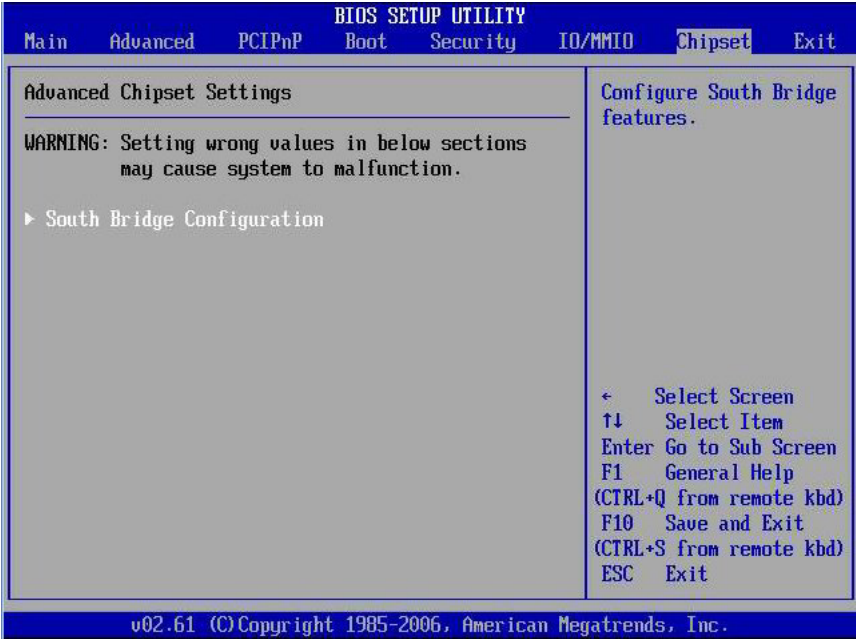 BIOS SETUP UTILITY
Main Advanced PCIPnP Boot Security IO/MMIO Chipset Exit
Advanced Chipset Settings
WARNING: Setting wrong values in below sections
may cause system to malfunction.
▶ South Bridge Configuration
Configure South Bridge
features.
← Select Screen
↑↓ Select Item
Enter Go to Sub Screen
F1 General Help
(CTRL+Q from remote kbd)
F10 Save and Exit
(CTRL+S from remote kbd)
ESC Exit
v02.61 (C)Copyright 1985-2006, American Megatrends, Inc.